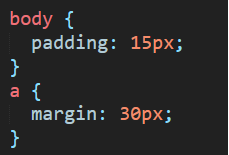 body {
  padding: 15px;
}
a {
  margin: 30px;
}